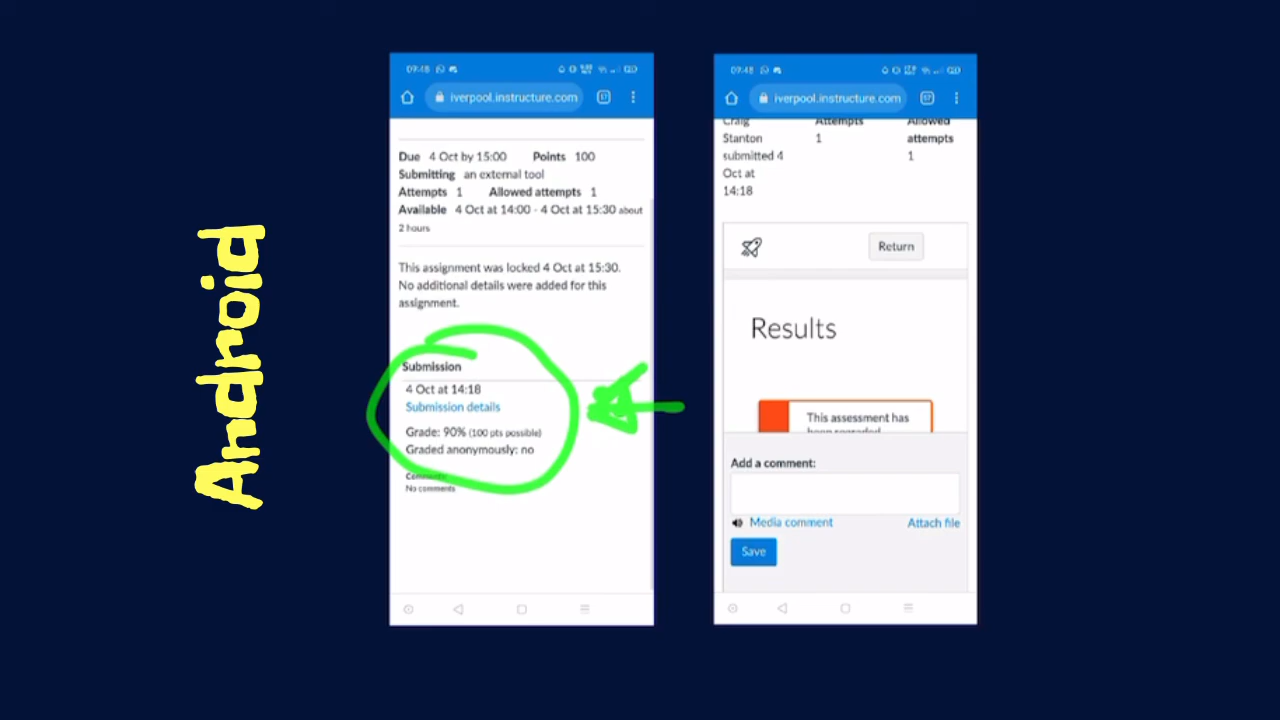 Android
09:48
iverpool.instructure.com
57
Due 4 Oct by 15:00 Points 100
Submitting an external tool
Attempts 1 Allowed attempts 1
Available 4 Oct at 14:00 - 4 Oct at 15:30 about
2 hours
This assignment was locked 4 Oct at 15:30.
No additional details were added for this
assignment.
Submission
4 Oct at 14:18
Submission details
Grade: 90% (100 pts possible)
Graded anonymously: no
Comments:
No comments
09:48
iverpool.instructure.com
57
Craig Attempts Allowed
Stanton 1 attempts
submitted 4 1
Oct at
14:18
Return
Results
This assessment has
been regraded
Add a comment:
Media comment Attach file
Save